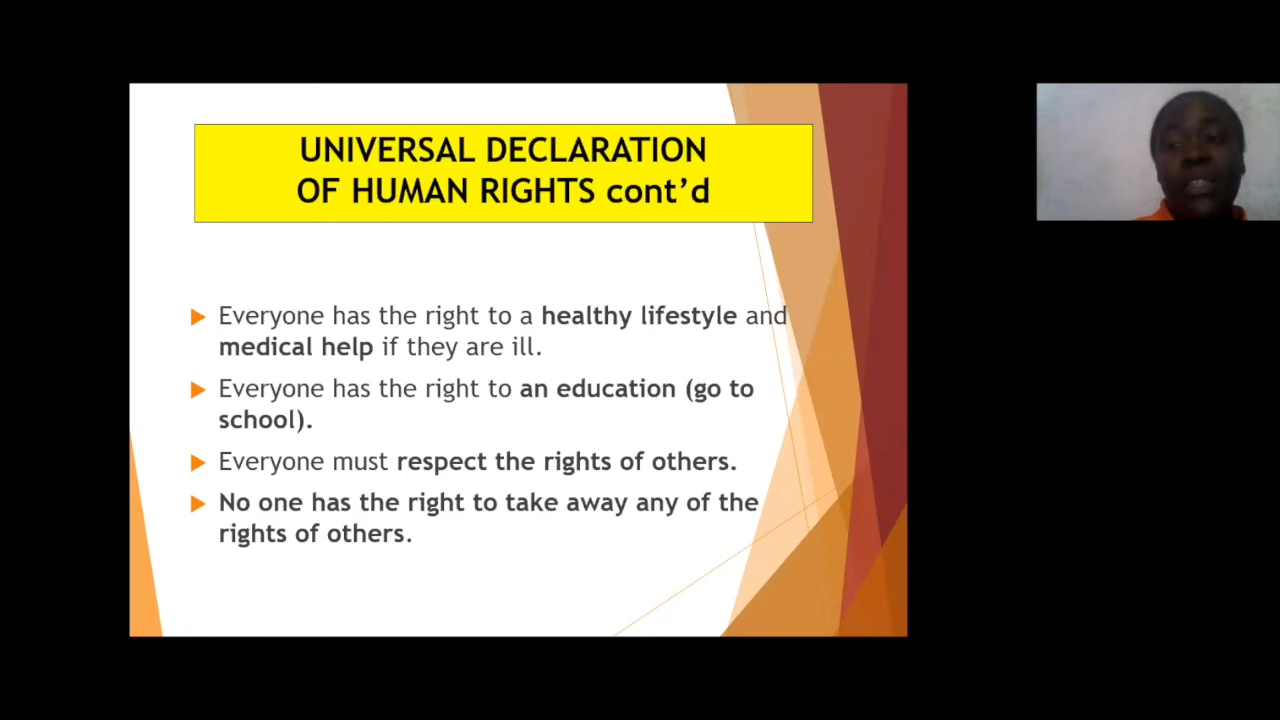 UNIVERSAL DECLARATION
OF HUMAN RIGHTS cont’d
Everyone has the right to a healthy lifestyle and
medical help if they are ill.
Everyone has the right to an education (go to
school).
Everyone must respect the rights of others.
No one has the right to take away any of the
rights of others.